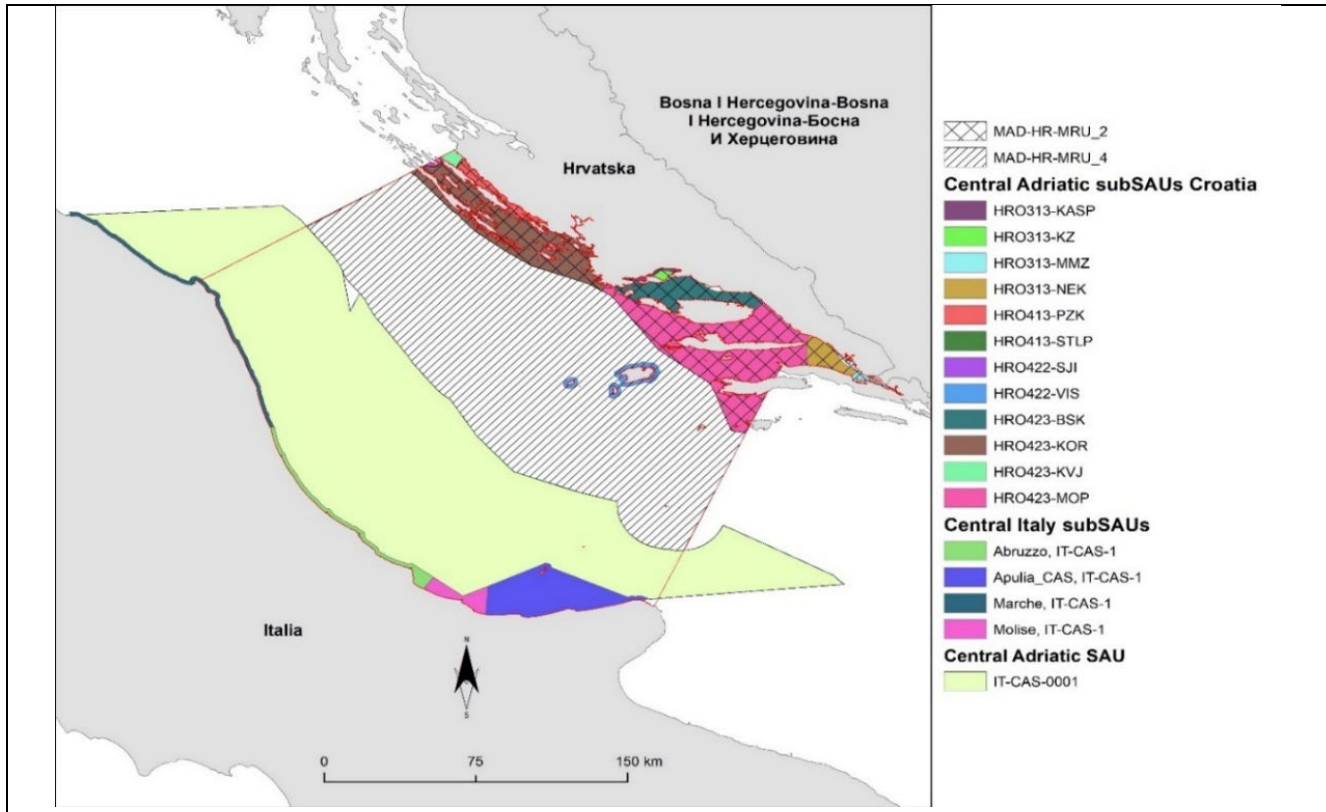 Bosna I Hercegovina-Bosna
I Hercegovina-Босна
И Херцеговина
Hrvatska
Italia
N
S
0 75 150 km
MAD-HR-MRU_2
MAD-HR-MRU_4
Central Adriatic subSAUs Croatia
HRO313-KASP
HRO313-KZ
HRO313-MMZ
HRO313-NEK
HRO413-PZK
HRO413-STLP
HRO422-SJI
HRO422-VIS
HRO423-BSK
HRO423-KOR
HRO423-KVJ
HRO423-MOP
Central Italy subSAUs
Abruzzo, IT-CAS-1
Apulia_CAS, IT-CAS-1
Marche, IT-CAS-1
Molise, IT-CAS-1
Central Adriatic SAU
IT-CAS-0001